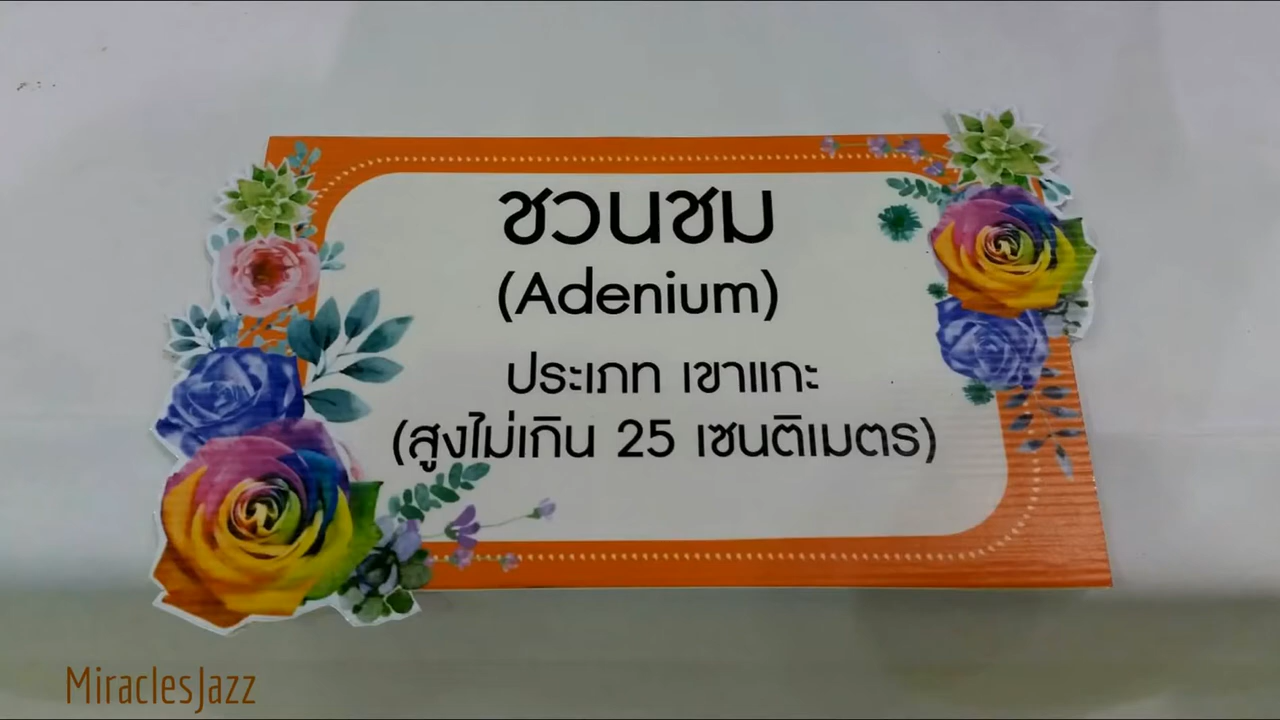 ชวนชม
(Adenium)
ประเภท เขาแกะ
(สูงไม่เกิน 25 เซนติเมตร)
MiraclesJazz